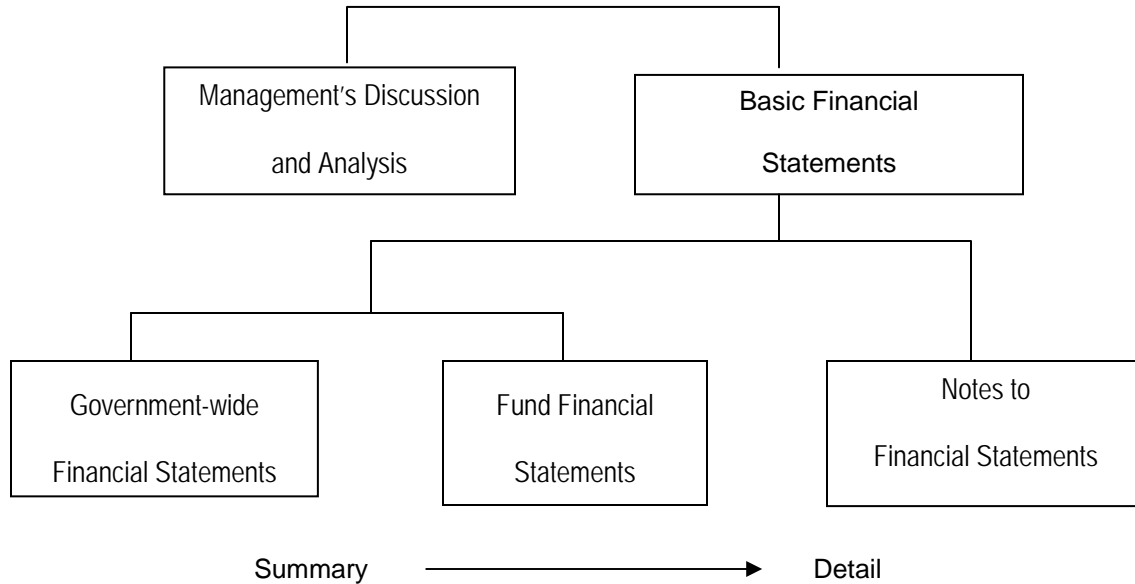 Management's Discussion
and Analysis
Basic Financial
Statements
Government-wide
Financial Statements
Fund Financial
Statements
Notes to
Financial Statements
Summary
Detail